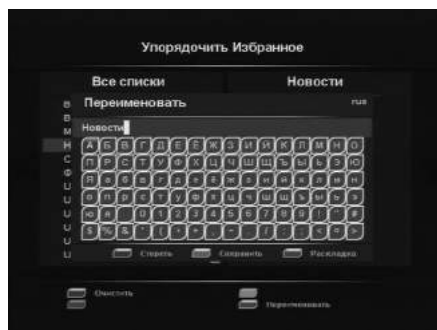 Упорядочить Избранное
Все списки Новости
Переименовать rus
Новости
А Б В Г Д Е Ё Ж З И Й К Л М Н О
П Р С Т У Ф Х Ц Ч Ш Щ Ъ Ы Ь Э Ю
Я а б в г д е ё ж з и й к л м н
о п р с т у ф х ц ч ш щ ъ ы ь э
ю я 0 1 2 3 4 5 6 7 8 9 ! #
$ % & ' ( + - / : ; < = >
Стереть Сохранить Раскладка
Очистить
Переименовать